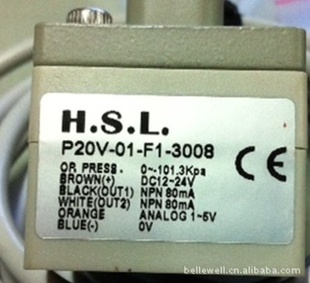 H.S.L.
P20V-01-F1-3008
OR PRESS. 0~-101.3Kpa
BROWN(+) DC12~24V
BLACK(OUT1) NPN 80mA
WHITE(OUT2) NPN 80mA
ORANGE ANALOG 1~5V
BLUE(-) 0V
CE
bellewell.cn.alibaba.com